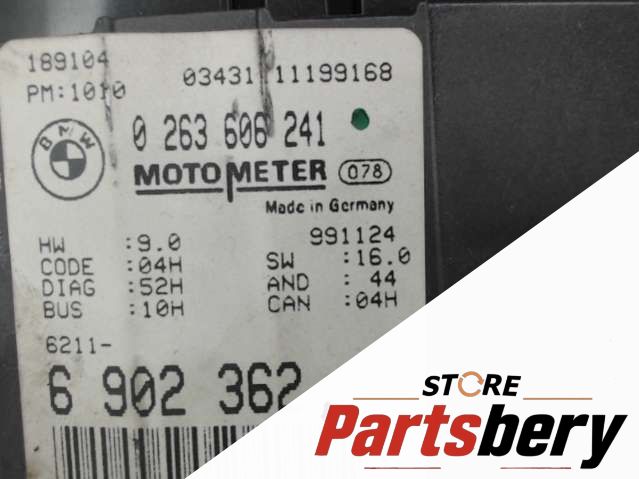 189104
PM:1010
03431 11199168
BMW
0 263 606 241
MOTOMETER
078
Made in Germany
991124
HW :9.0
CODE :04H
DIAG :52H
BUS :10H
SW :16.0
AND : 44
CAN :04H
6211-
6 902 362
STORE
Partsbery